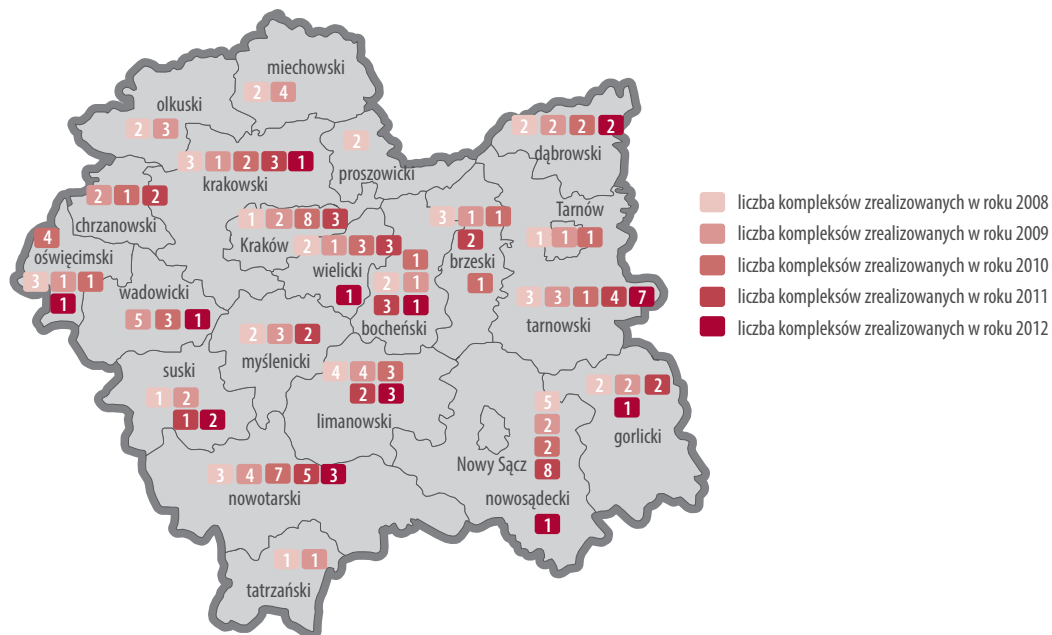 miechowski
2 4
olkuski
2 3
2
proszowicki
2 2 2 2
dąbrowski
3 1 2 3 1
krakowski
2 1 2
chrzanowski
Tarnów
1 1 1
1 2 8 3
Kraków
3 1 1
2
brzeski
1
2 1 3 3
wielicki
1
1
2 1
3 1
bocheński
4
oświęcimski
3 1 1
1
wadowicki
5 3 1
3 3 1 4 7
tarnowski
2 3 2
myślenicki
suski
1 2
1 2
4 4 3
2 3
limanowski
2 2 2
1
gorlicki
5
2
2
Nowy Sącz
8
nowosądecki
1
3 4 7 5 3
nowotarski
1 1
tatrzański
liczba kompleksów zrealizowanych w roku 2008
liczba kompleksów zrealizowanych w roku 2009
liczba kompleksów zrealizowanych w roku 2010
liczba kompleksów zrealizowanych w roku 2011
liczba kompleksów zrealizowanych w roku 2012